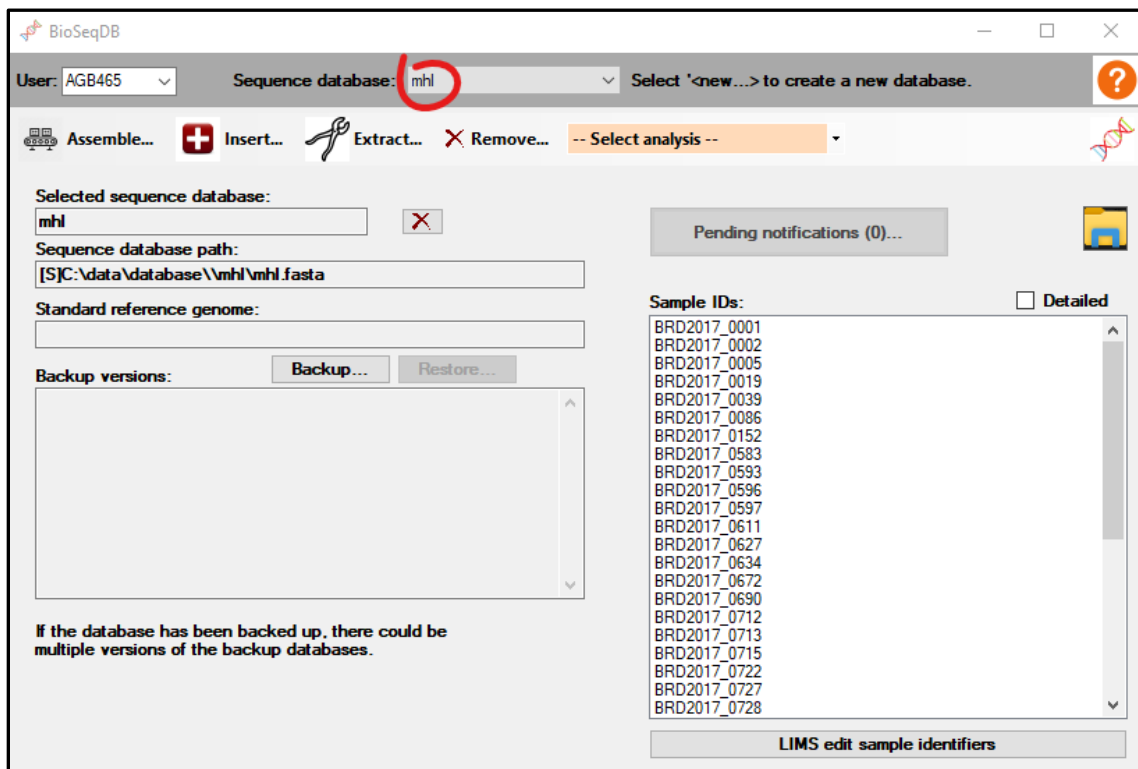 BioSeqDB
User: AGB465 Sequence database: mhl Select '<new...> to create a new database.
?
Assemble... Insert... Extract... Remove... -- Select analysis --
Selected sequence database:
mhl
Pending notifications (0)...
Sequence database path:
[S]C:\data\database\\mhl\mhl.fasta
Standard reference genome:
Backup versions: Backup... Restore...
If the database has been backed up, there could be
multiple versions of the backup databases.
Sample IDs: Detailed
BRD2017_0001
BRD2017_0002
BRD2017_0005
BRD2017_0019
BRD2017_0039
BRD2017_0086
BRD2017_0152
BRD2017_0583
BRD2017_0593
BRD2017_0596
BRD2017_0597
BRD2017_0611
BRD2017_0627
BRD2017_0634
BRD2017_0672
BRD2017_0690
BRD2017_0712
BRD2017_0713
BRD2017_0715
BRD2017_0722
BRD2017_0727
BRD2017_0728
LIMS edit sample identifiers